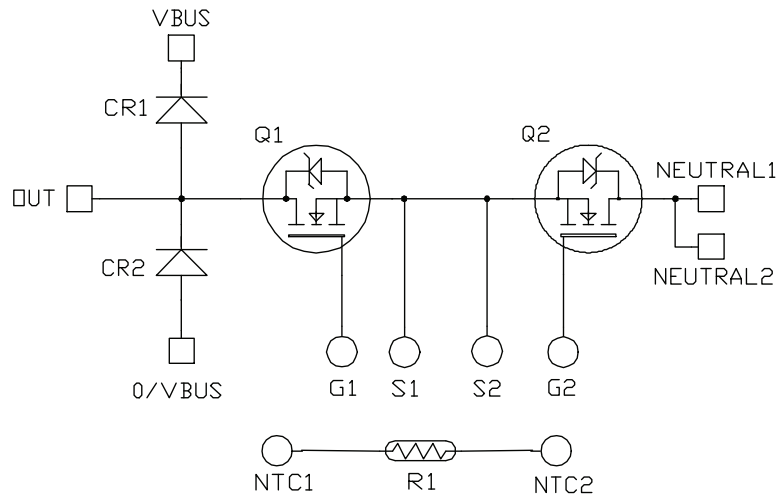 VBUS
CR1
Q1
Q2
OUT
NEUTRAL1
CR2
NEUTRAL2
0/VBUS
G1
S1
S2
G2
NTC1
R1
NTC2